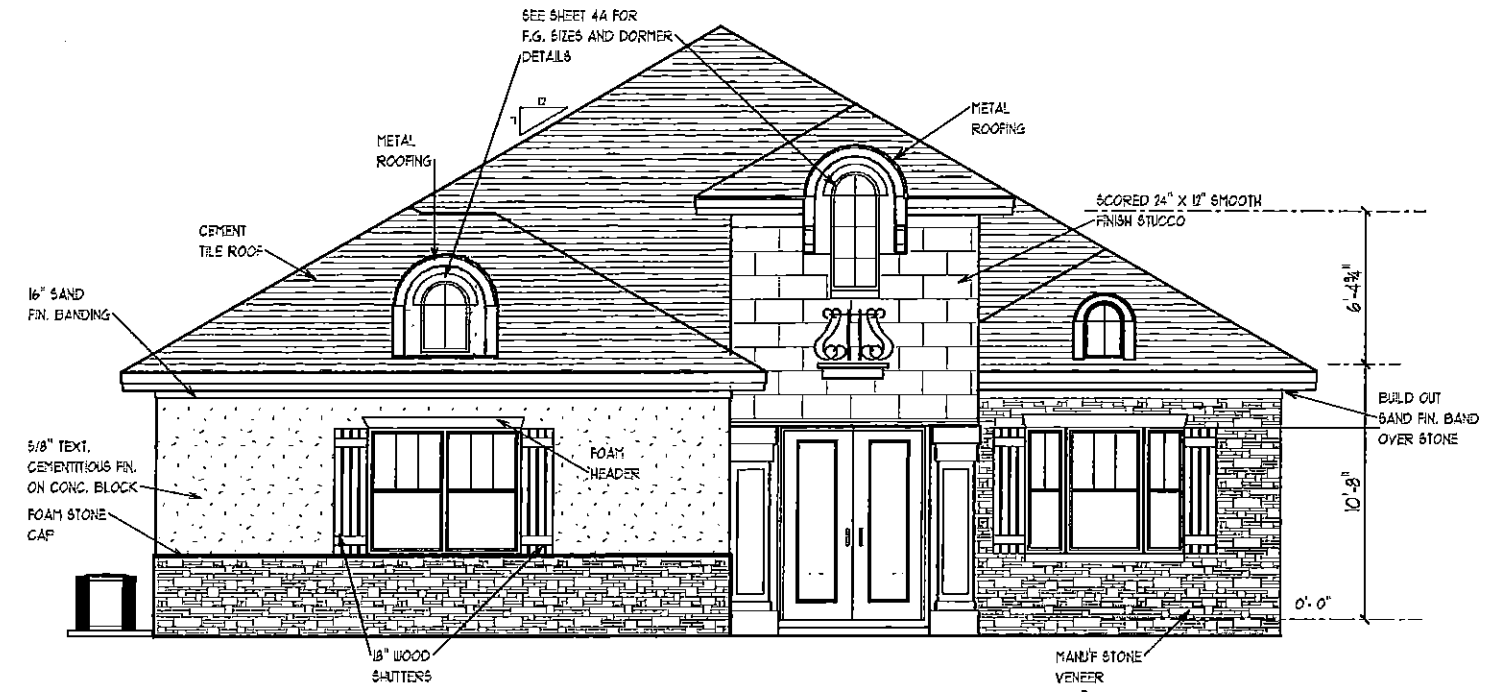 SEE SHEET 4A FOR
F.G. SIZES AND DORMER
DETAILS
12
7
METAL
ROOFING
METAL
ROOFING
SCORED 24" X 12" SMOOTH
FINISH STUCCO
CEMENT
TILE ROOF
16" SAND
FIN. BANDING
6'-4¾"
BUILD OUT
SAND FIN. BAND
OVER STONE
5/8" TEXT.
CEMENTITIOUS FIN.
ON CONC. BLOCK
FOAM
HEADER
10'-8"
FOAM STONE
CAP
0'-0"
18" WOOD
SHUTTERS
MANUF STONE
VENEER